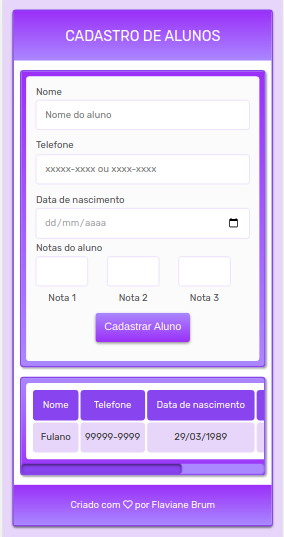 CADASTRO DE ALUNOS
Nome
Nome do aluno
Telefone
xxxxx-xxxx ou xxxx-xxxx
Data de nascimento
dd/mm/aaaa
Notas do aluno
Nota 1 Nota 2 Nota 3
Cadastrar Aluno
Nome Telefone Data de nascimento
Fulano 99999-9999 29/03/1989
Criado com ♡ por Flaviane Brum